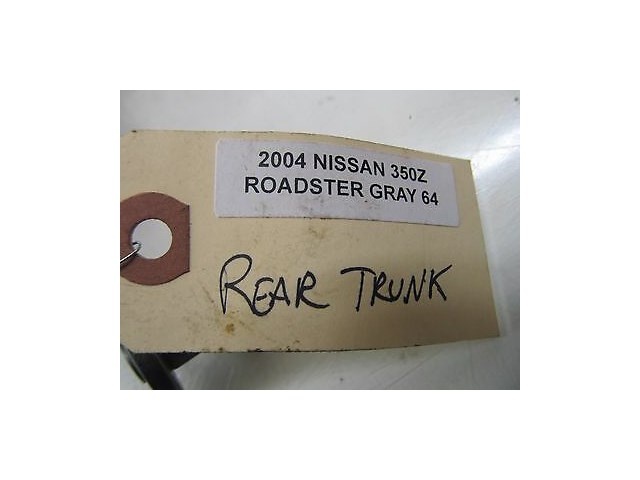 2004 NISSAN 350Z
ROADSTER GRAY 64
REAR TRUNK